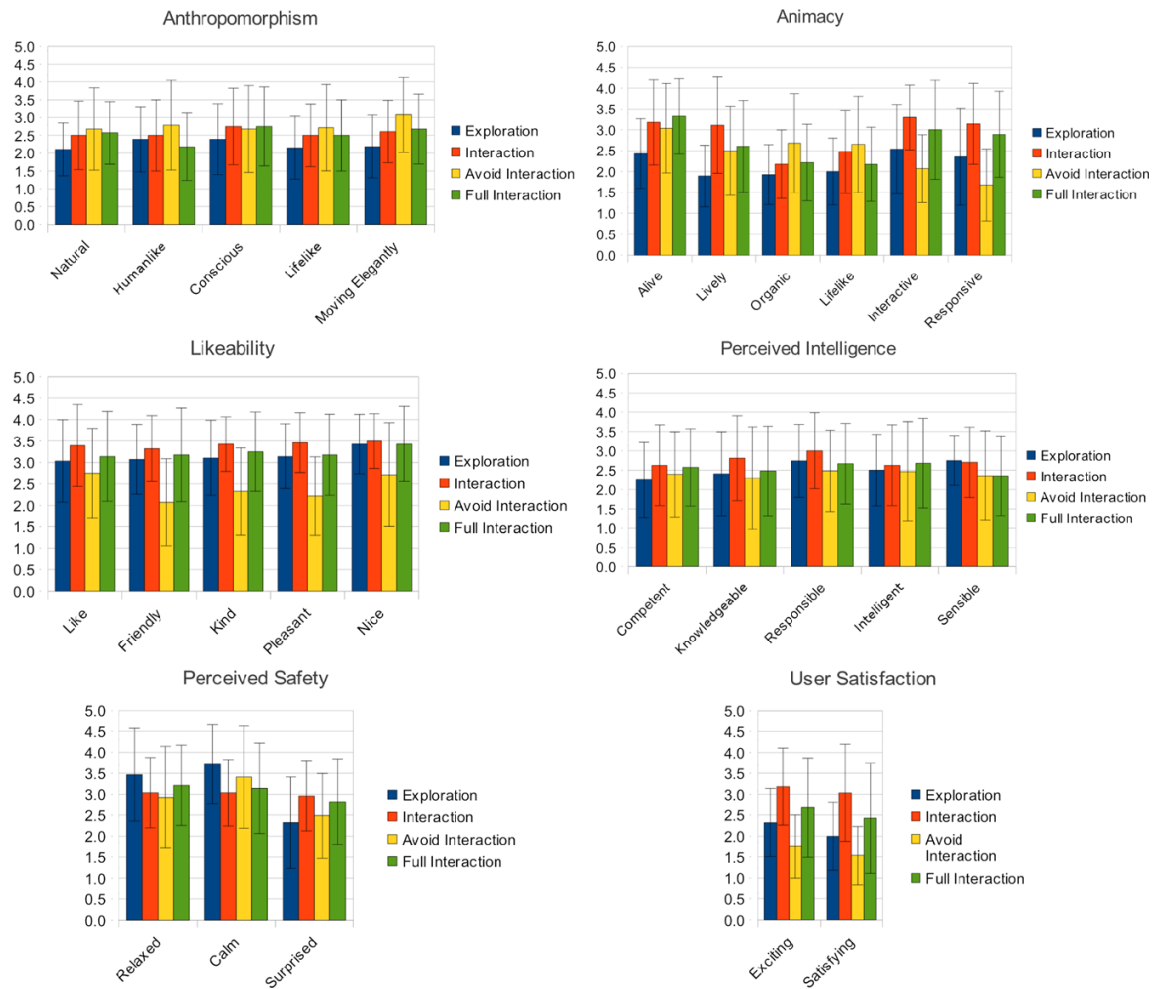 Anthropomorphism
5.0
4.5
4.0
3.5
3.0
2.5
2.0
1.5
1.0
0.5
0.0
Natural
Humanlike
Conscious
Lifelike
Moving Elegantly
Exploration
Interaction
Avoid Interaction
Full Interaction
Animacy
5.0
4.5
4.0
3.5
3.0
2.5
2.0
1.5
1.0
0.5
0.0
Alive
Lively
Organic
Lifelike
Interactive
Responsive
Exploration
Interaction
Avoid Interaction
Full Interaction
Likeability
5.0
4.5
4.0
3.5
3.0
2.5
2.0
1.5
1.0
0.5
0.0
Like
Friendly
Kind
Pleasant
Nice
Exploration
Interaction
Avoid Interaction
Full Interaction
Perceived Intelligence
5.0
4.5
4.0
3.5
3.0
2.5
2.0
1.5
1.0
0.5
0.0
Competent
Knowledgeable
Responsible
Intelligent
Sensible
Exploration
Interaction
Avoid Interaction
Full Interaction
Perceived Safety
5.0
4.5
4.0
3.5
3.0
2.5
2.0
1.5
1.0
0.5
0.0
Relaxed
Calm
Surprised
Exploration
Interaction
Avoid Interaction
Full Interaction
User Satisfaction
5.0
4.5
4.0
3.5
3.0
2.5
2.0
1.5
1.0
0.5
0.0
Exciting
Satisfying
Exploration
Interaction
Avoid
Interaction
Full Interaction